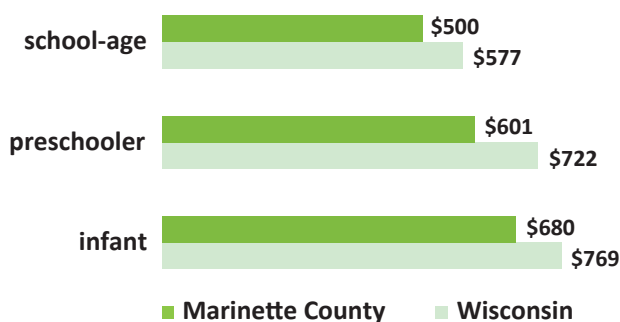 school-age
$500
$577
preschooler
$601
$722
infant
$680
$769
Marinette County Wisconsin